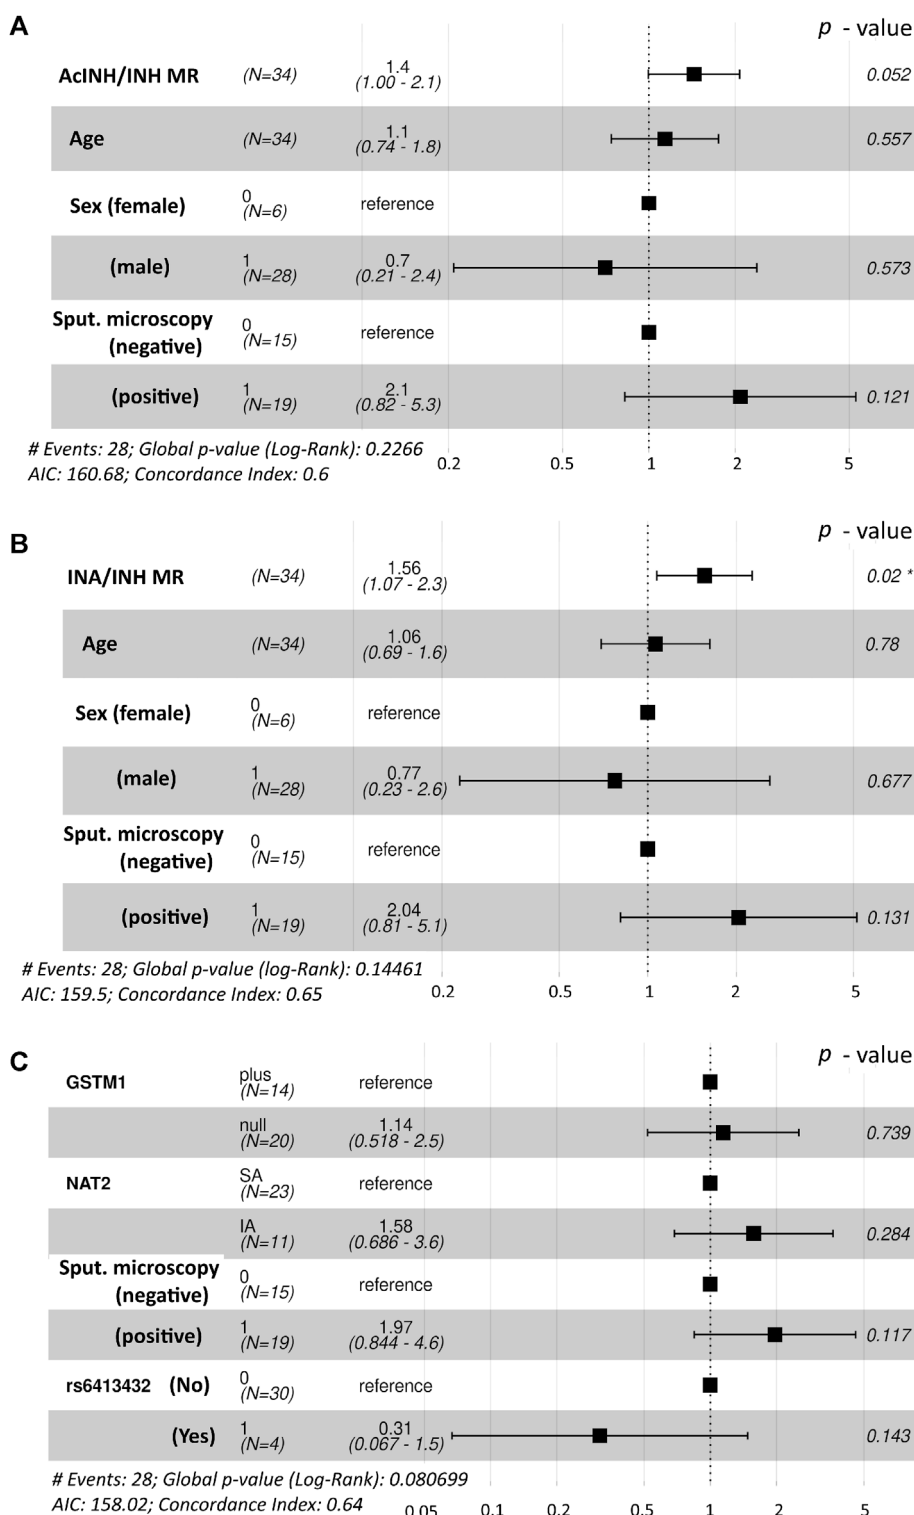 A
p - value
AcINH/INH MR (N=34) 1.4 (1.00 - 2.1) 0.052
Age (N=34) 1.1 (0.74 - 1.8) 0.557
Sex (female) 0 (N=6) reference
(male) 1 (N=28) 0.7 (0.21 - 2.4) 0.573
Sput. microscopy (negative) 0 (N=15) reference
(positive) 1 (N=19) 2.1 (0.82 - 5.3) 0.121
# Events: 28; Global p-value (Log-Rank): 0.2266
AIC: 160.68; Concordance Index: 0.6
0.2 0.5 1 2 5
B
p - value
INA/INH MR (N=34) 1.56 (1.07 - 2.3) 0.02 *
Age (N=34) 1.06 (0.69 - 1.6) 0.78
Sex (female) 0 (N=6) reference
(male) 1 (N=28) 0.77 (0.23 - 2.6) 0.677
Sput. microscopy (negative) 0 (N=15) reference
(positive) 1 (N=19) 2.04 (0.81 - 5.1) 0.131
# Events: 28; Global p-value (log-Rank): 0.14461
AIC: 159.5; Concordance Index: 0.65
0.2 0.5 1 2 5
C
p - value
GSTM1 plus (N=14) reference
null (N=20) 1.14 (0.518 - 2.5) 0.739
NAT2 SA (N=23) reference
IA (N=11) 1.58 (0.686 - 3.6) 0.284
Sput. microscopy (negative) 0 (N=15) reference
(positive) 1 (N=19) 1.97 (0.844 - 4.6) 0.117
rs6413432 (No) 0 (N=30) reference
(Yes) 1 (N=4) 0.31 (0.067 - 1.5) 0.143
# Events: 28; Global p-value (Log-Rank): 0.080699
AIC: 158.02; Concordance Index: 0.64
0.05 0.1 0.2 0.5 1 2 5